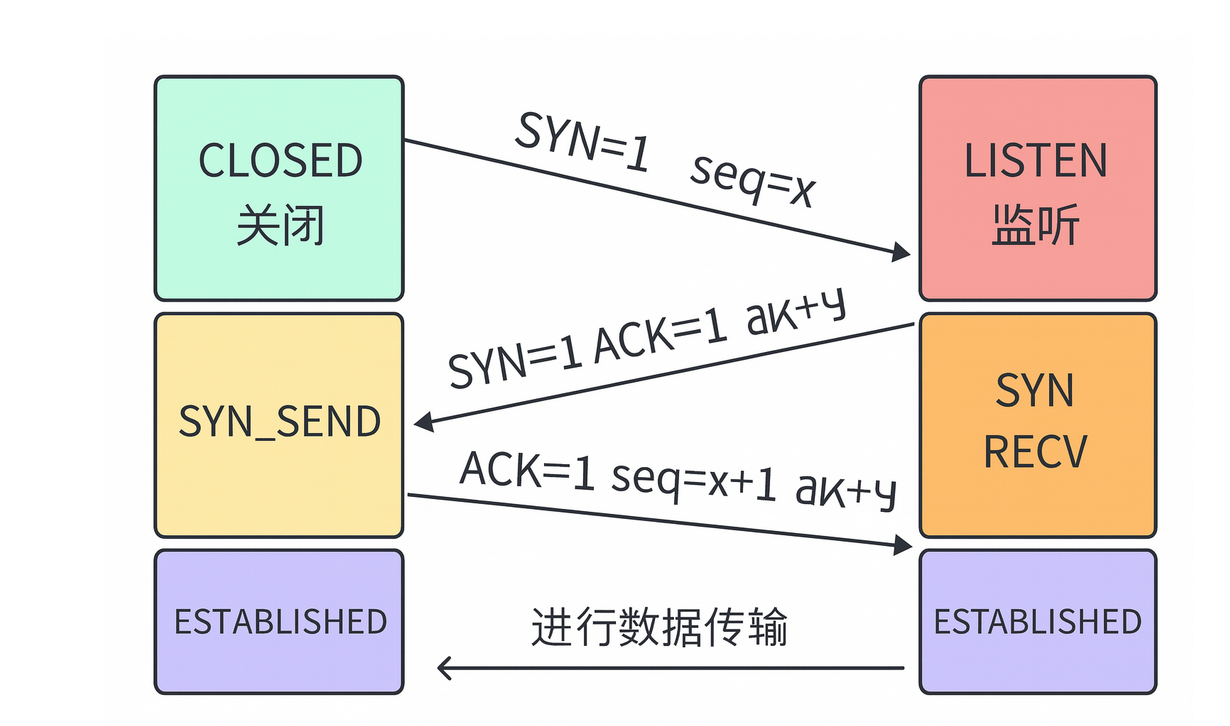 CLOSED
关闭
SYN=1 seq=x
LISTEN
监听
SYN=1 ACK=1 aK+y
SYN_SEND
SYN
RECV
ACK=1 seq=x+1 aK+y
ESTABLISHED
进行数据传输
ESTABLISHED